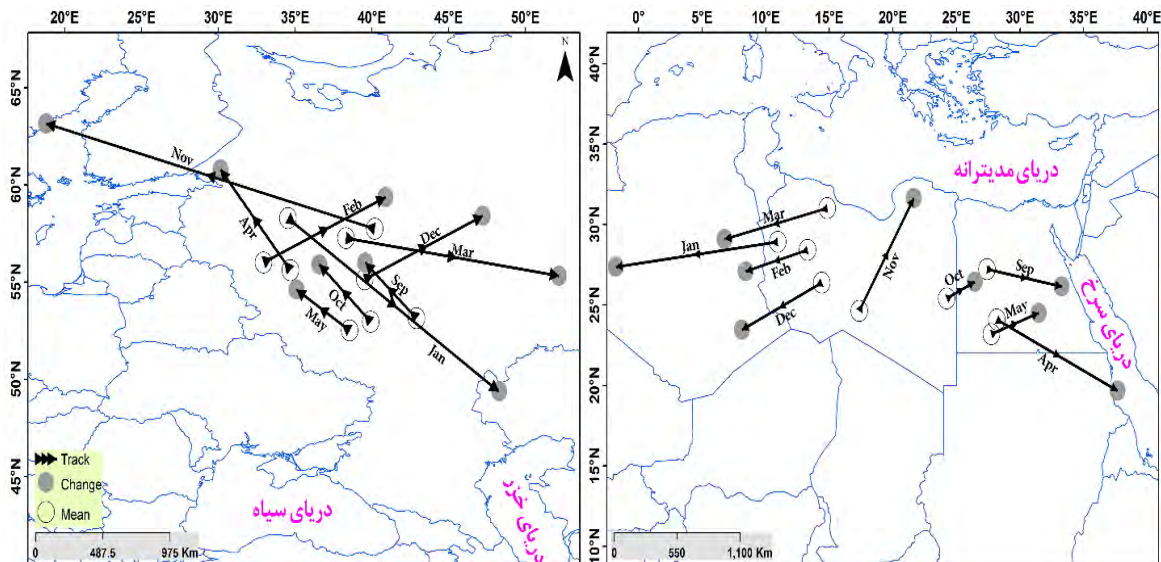 20°E 25°E 30°E 35°E 40°E 45°E 50°E
65°N
60°N
55°N
50°N
45°N
N
Nov
Apr
Feb
Dec
Mar
Sep
Oct
May
Jan
Track
Change
Mean
0 487.5 975 Km
دریای سیاه
دریای خزر
0° 5°E 10°E 15°E 20°E 25°E 30°E 35°E 40°E
40°N
35°N
30°N
25°N
20°N
15°N
10°N
دریای مدیترانه
دریای سرخ
Mar
Jan
Feb
Dec
Nov
Oct
Sep
May
Apr
0 550 1,100 Km